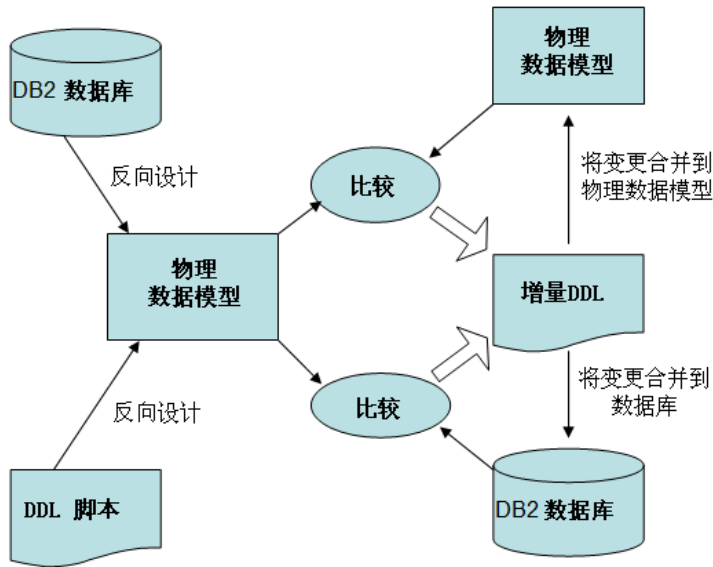 物理
数据模型
DB2 数据库
反向设计
比较
将变更合并到
物理数据模型
物理
数据模型
增量DDL
反向设计
比较
将变更合并到
数据库
DDL 脚本
DB2 数据库